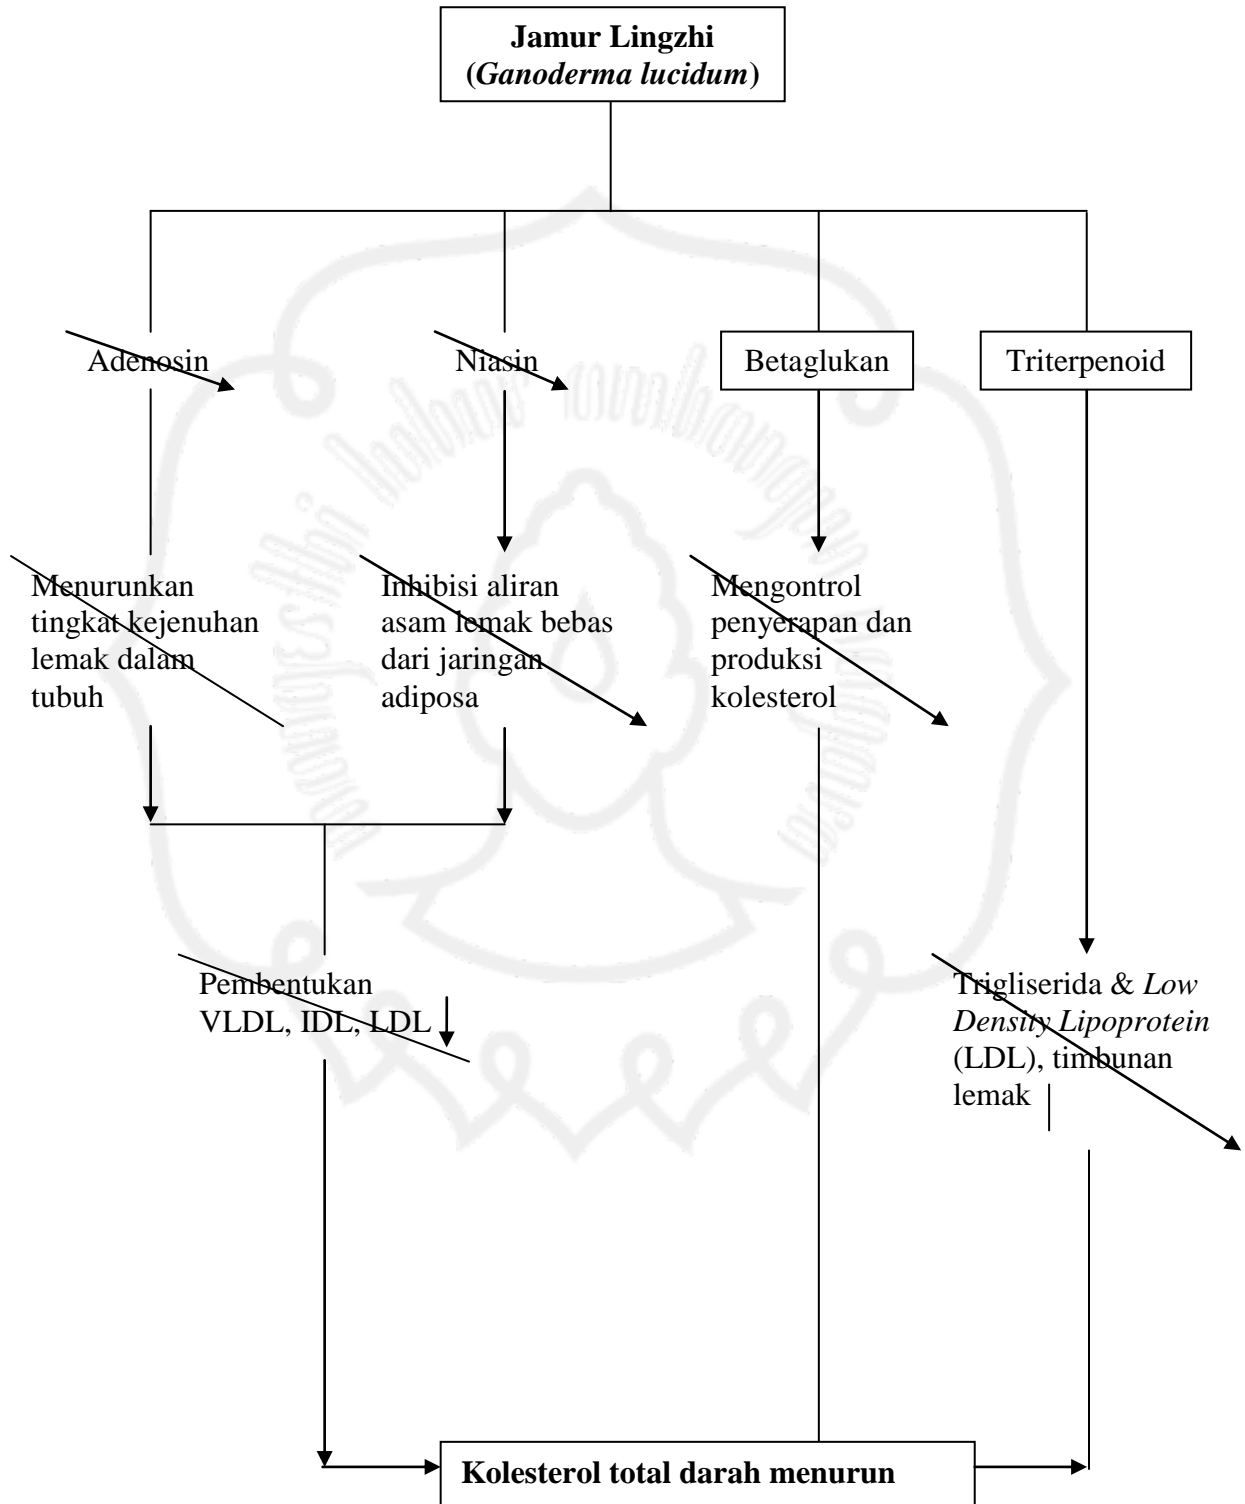 Jamur Lingzhi
(Ganoderma lucidum)
Adenosin
Niasin
Betaglukan
Triterpenoid
Menurunkan
tingkat kejenuhan
lemak dalam
tubuh
Inhibisi aliran
asam lemak bebas
dari jaringan
adiposa
Mengontrol
penyerapan dan
produksi
kolesterol
Pembentukan
VLDL, IDL, LDL
Trigliserida & Low
Density Lipoprotein
(LDL), timbunan
lemak
Kolesterol total darah menurun